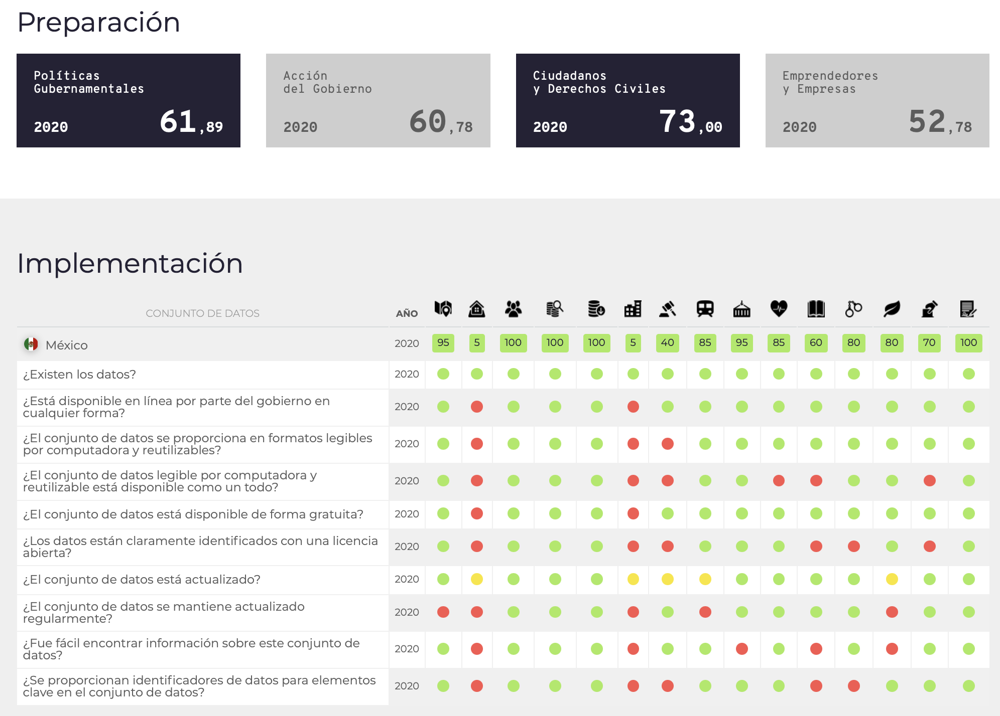 Preparación
Políticas
Gubernamentales
2020 61,89
Acción
del Gobierno
2020 60,78
Ciudadanos
y Derechos Civiles
2020 73,00
Emprendedores
y Empresas
2020 52,78
Implementación
CONJUNTO DE DATOS AÑO
México 2020 95 5 100 100 100 5 40 85 95 85 60 80 80 70 100
¿Existen los datos? 2020
¿Está disponible en línea por parte del gobierno en
cualquier forma? 2020
¿El conjunto de datos se proporciona en formatos legibles
por computadora y reutilizables? 2020
¿El conjunto de datos legible por computadora y
reutilizable está disponible como un todo? 2020
¿El conjunto de datos está disponible de forma gratuita? 2020
¿Los datos están claramente identificados con una licencia
abierta? 2020
¿El conjunto de datos está actualizado? 2020
¿El conjunto de datos se mantiene actualizado
regularmente? 2020
¿Fue fácil encontrar información sobre este conjunto de
datos? 2020
¿Se proporcionan identificadores de datos para elementos
clave en el conjunto de datos? 2020